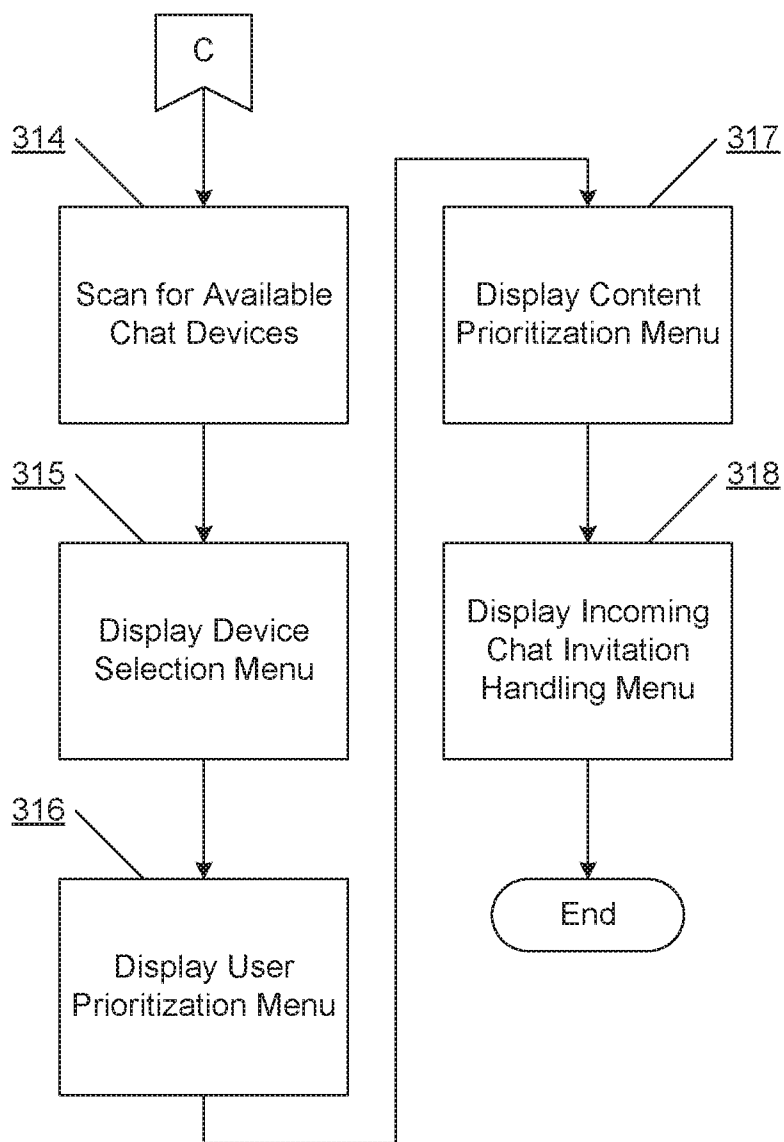 C
314
Scan for Available
Chat Devices
315
Display Device
Selection Menu
316
Display User
Prioritization Menu
317
Display Content
Prioritization Menu
318
Display Incoming
Chat Invitation
Handling Menu
End